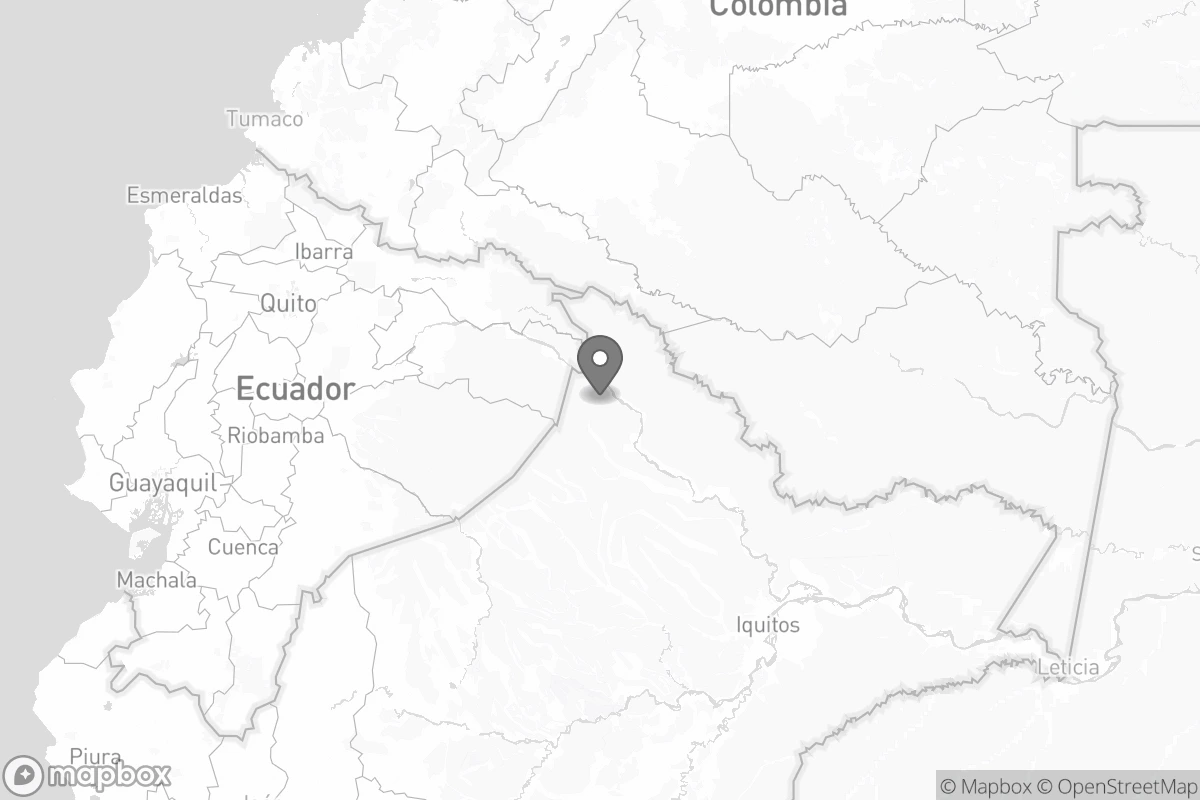 Colombia
Tumaco
Esmeraldas
Ibarra
Quito
Ecuador
Riobamba
Guayaquil
Cuenca
Machala
Iquitos
Leticia
Piura
mapbox
© Mapbox © OpenStreetMap